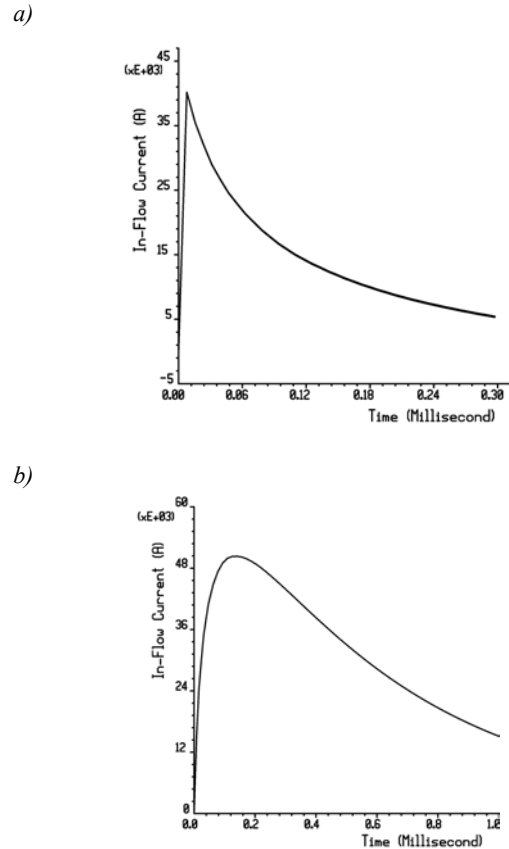 a)
(xE+03)
45
35
25
15
5
-5
In-Flow Current (A)
0.00 0.06 0.12 0.18 0.24 0.30
Time (Millisecond)
b)
(xE+03)
60
48
36
24
12
0
In-Flow Current (A)
0.0 0.2 0.4 0.6 0.8 1.0
Time (Millisecond)